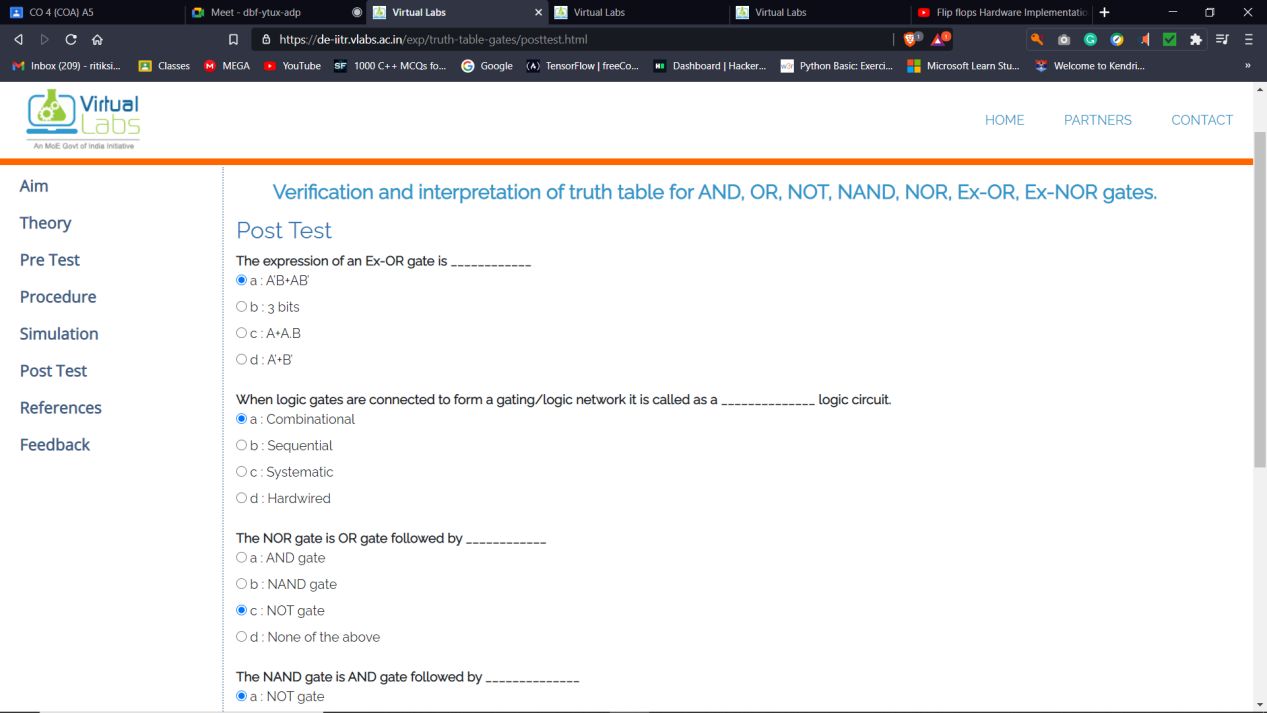 CO 4 {COA} A5
Meet - dbf-ytux-adp
Virtual Labs
Virtual Labs
Virtual Labs
Flip flops Hardware Implementatio
https://de-iitr.vlabs.ac.in/exp/truth-table-gates/posttest.html
1
1
Inbox (209) - ritiksi...
Classes
MEGA
YouTube
SF 1000 C++ MCQs fo...
Google
TensorFlow | freeCo...
Dashboard | Hacker...
w3r Python Basic: Exerci...
Microsoft Learn Stu...
Welcome to Kendri...
Virtual
Labs
An MoE Govt of India Initiative
HOME
PARTNERS
CONTACT
Aim
Theory
Pre Test
Procedure
Simulation
Post Test
References
Feedback
Verification and interpretation of truth table for AND, OR, NOT, NAND, NOR, Ex-OR, Ex-NOR gates.
Post Test
The expression of an Ex-OR gate is ____________
a : A'B+AB'
b : 3 bits
c : A+A.B
d : A'+B'
When logic gates are connected to form a gating/logic network it is called as a ______________ logic circuit.
a : Combinational
b : Sequential
c : Systematic
d : Hardwired
The NOR gate is OR gate followed by ____________
a : AND gate
b : NAND gate
c : NOT gate
d : None of the above
The NAND gate is AND gate followed by ______________
a : NOT gate